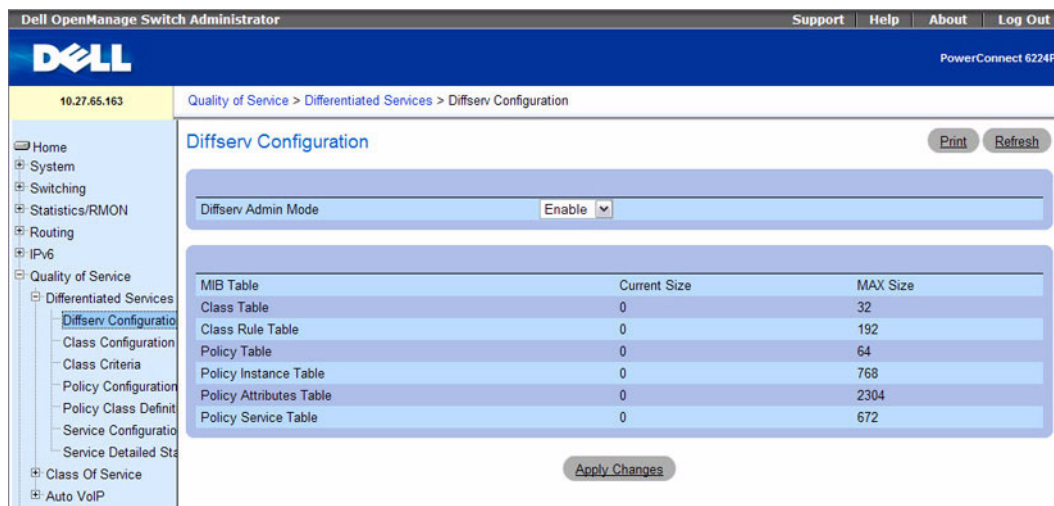 Dell OpenManage Switch Administrator Support Help About Log Out
DELL
PowerConnect 6224P
10.27.65.163
Quality of Service > Differentiated Services > Diffserv Configuration
Home
System
Switching
Statistics/RMON
Routing
IPv6
Quality of Service
Differentiated Services
Diffserv Configuratio
Class Configuration
Class Criteria
Policy Configuration
Policy Class Definit
Service Configuratio
Service Detailed Sta
Class Of Service
Auto VoIP
Diffserv Configuration
Print Refresh
Diffserv Admin Mode Enable
MIB Table Current Size MAX Size
Class Table 0 32
Class Rule Table 0 192
Policy Table 0 64
Policy Instance Table 0 768
Policy Attributes Table 0 2304
Policy Service Table 0 672
Apply Changes